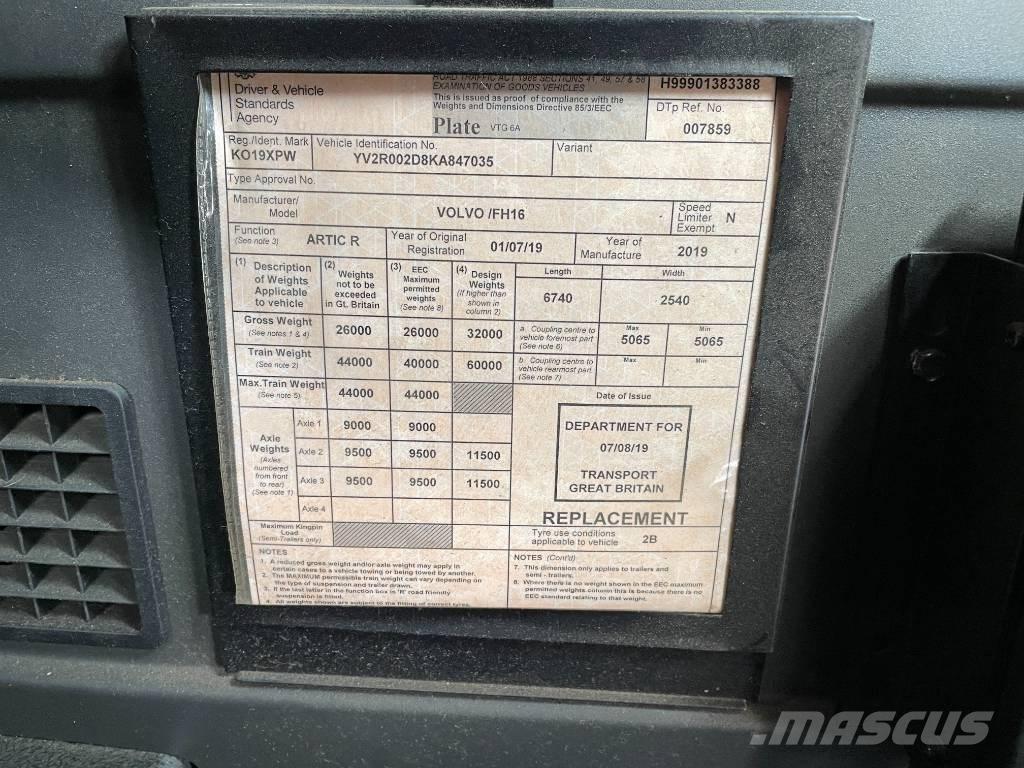 Driver & Vehicle
Standards
Agency
ROAD TRAFFIC ACT 1988 SECTIONS 41, 49, 57 & 58
EXAMINATION OF GOODS VEHICLES
This is issued as proof of compliance with the
Weights and Dimensions Directive 85/3/EEC
Plate VTG 6A
H99901383388
DTp Ref. No.
007859
Reg./Ident. Mark
KO19XPW
Vehicle Identification No.
YV2R002D8KA847035
Variant
Type Approval No.
Manufacturer/
Model
VOLVO /FH16
Speed
Limiter
Exempt
N
Function
(See note 3)
ARTIC R
Year of Original
Registration
01/07/19
Year of
Manufacture
2019
(1) Description
of Weights
Applicable
to vehicle
(2)
Weights
not to be
exceeded
in Gt. Britain
(3) EEC
Maximum
permitted
weights
(See note 8)
(4) Design
Weights
(if higher than
shown in
column 2)
Length
Width
6740
2540
Gross Weight
(See notes 1 & 4)
26000
26000
32000
a. Coupling centre to
vehicle foremost part
(See note 6)
Max
5065
Min
5065
Train Weight
(See note 2)
44000
40000
60000
b. Coupling centre to
vehicle rearmost part
(See note 7)
Max
Min
Max.Train Weight
(See note 5)
44000
44000
Axle
Weights
(Axles
numbered
from front
to rear)
(See note 1)
Axle 1
9000
9000
Axle 2
9500
9500
11500
Axle 3
9500
9500
11500
Axle 4
Maximum Kingpin
Load
(Semi-Trailers only)
Date of Issue
DEPARTMENT FOR
07/08/19
TRANSPORT
GREAT BRITAIN
REPLACEMENT
Tyre use conditions
applicable to vehicle 2B
NOTES
1. A reduced gross weight and/or axle weight may apply in
certain cases to a vehicle towing or being towed by another.
2. The MAXIMUM permissible train weight can vary depending on
the type of suspension and trailer drawn.
3. If the last letter in the function box is 'R' road friendly
suspension is fitted.
4. All weights shown are subject to the fitting of correct tyres.
NOTES (Cont'd)
7. This dimension only applies to trailers and
semi - trailers.
8. Where there is no weight shown in the EEC maximum
permitted weights column this is because there is no
EEC standard relating to that weight.
MASCUS